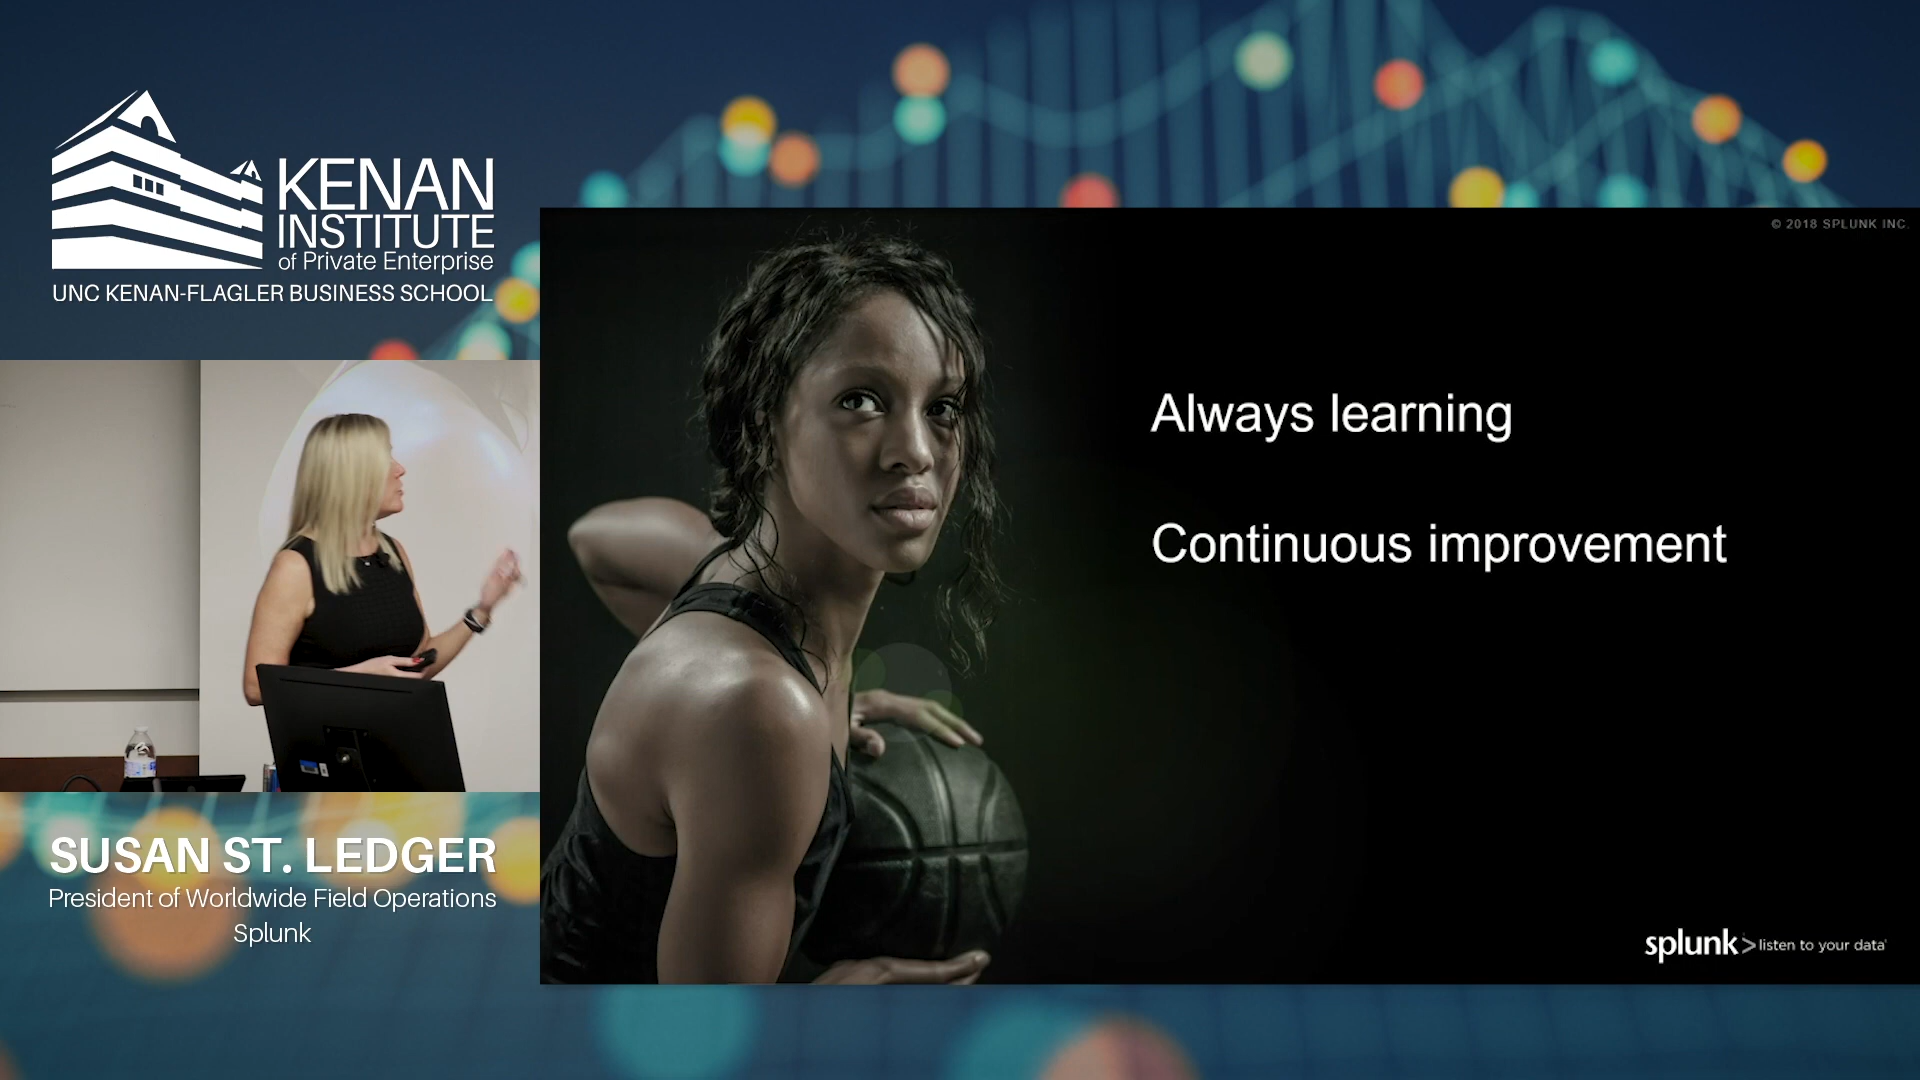 KENAN
INSTITUTE
of Private Enterprise
UNC KENAN-FLAGLER BUSINESS SCHOOL
© 2018 SPLUNK INC.
Always learning
Continuous improvement
splunk> listen to your data
SUSAN ST. LEDGER
President of Worldwide Field Operations
Splunk